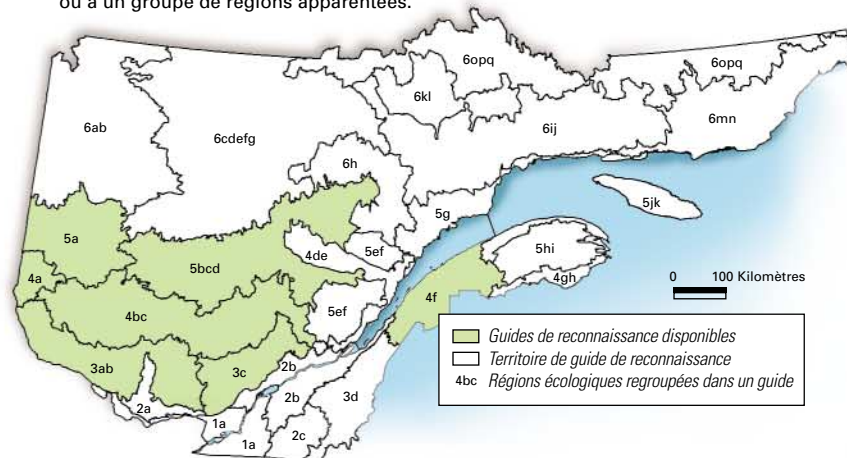 ou à un groupe de régions apparentées.
6opq
6opq
6kl
6ab
6cdefg
6ij
6mn
6h
5jk
5a
5g
5bcd
4de
5ef
5hi
4a
4gh
0 100 Kilomètres
4bc
5ef
4f
Guides de reconnaissance disponibles
Territoire de guide de reconnaissance
4bc Régions écologiques regroupées dans un guide
3ab
3c
2b
2a
2b
3d
1a
1a
2c